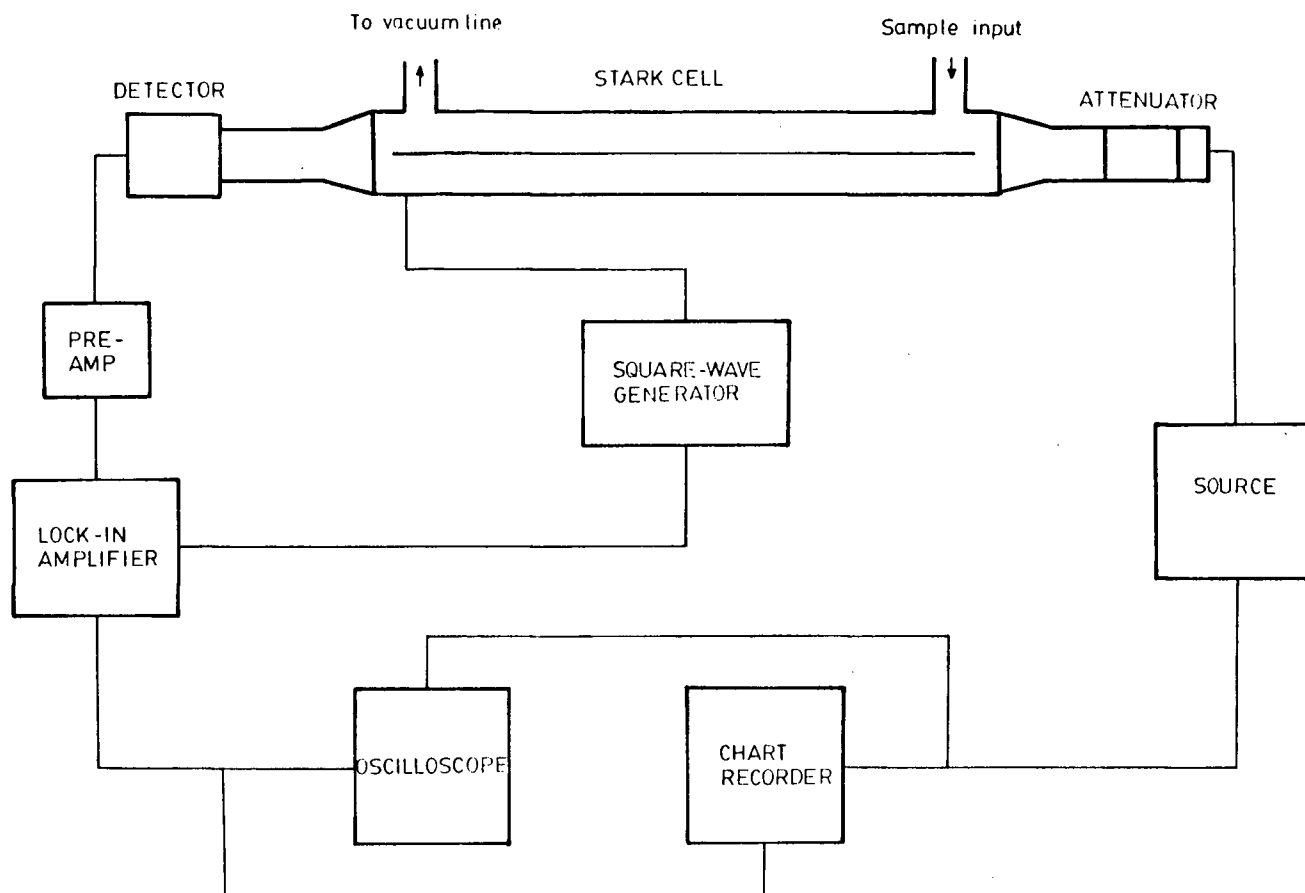 To vacuum line
Sample input
STARK CELL
DETECTOR
ATTENUATOR
PRE-
AMP
SQUARE-WAVE
GENERATOR
SOURCE
LOCK-IN
AMPLIFIER
OSCILLOSCOPE
CHART
RECORDER